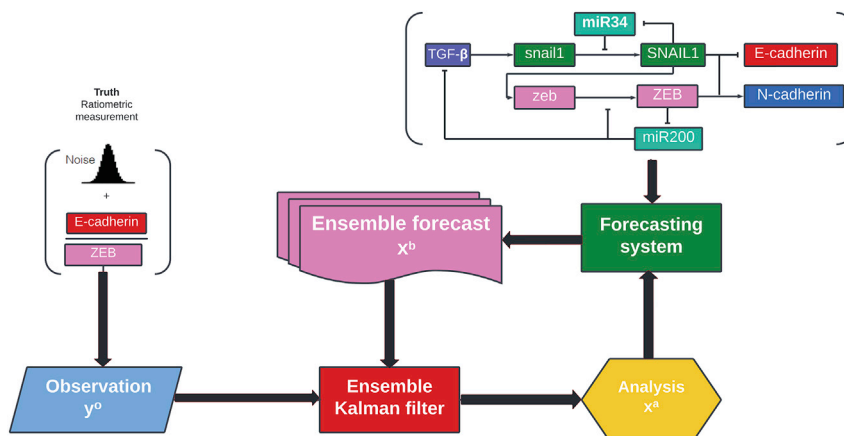 miR34
TGF-β
snail1
SNAIL1
E-cadherin
zeb
ZEB
N-cadherin
miR200
Truth
Ratiometric
measurement
Noise
+
E-cadherin
ZEB
Ensemble forecast
xᵇ
Forecasting
system
Observation
yᵒ
Ensemble
Kalman filter
Analysis
xᵃ